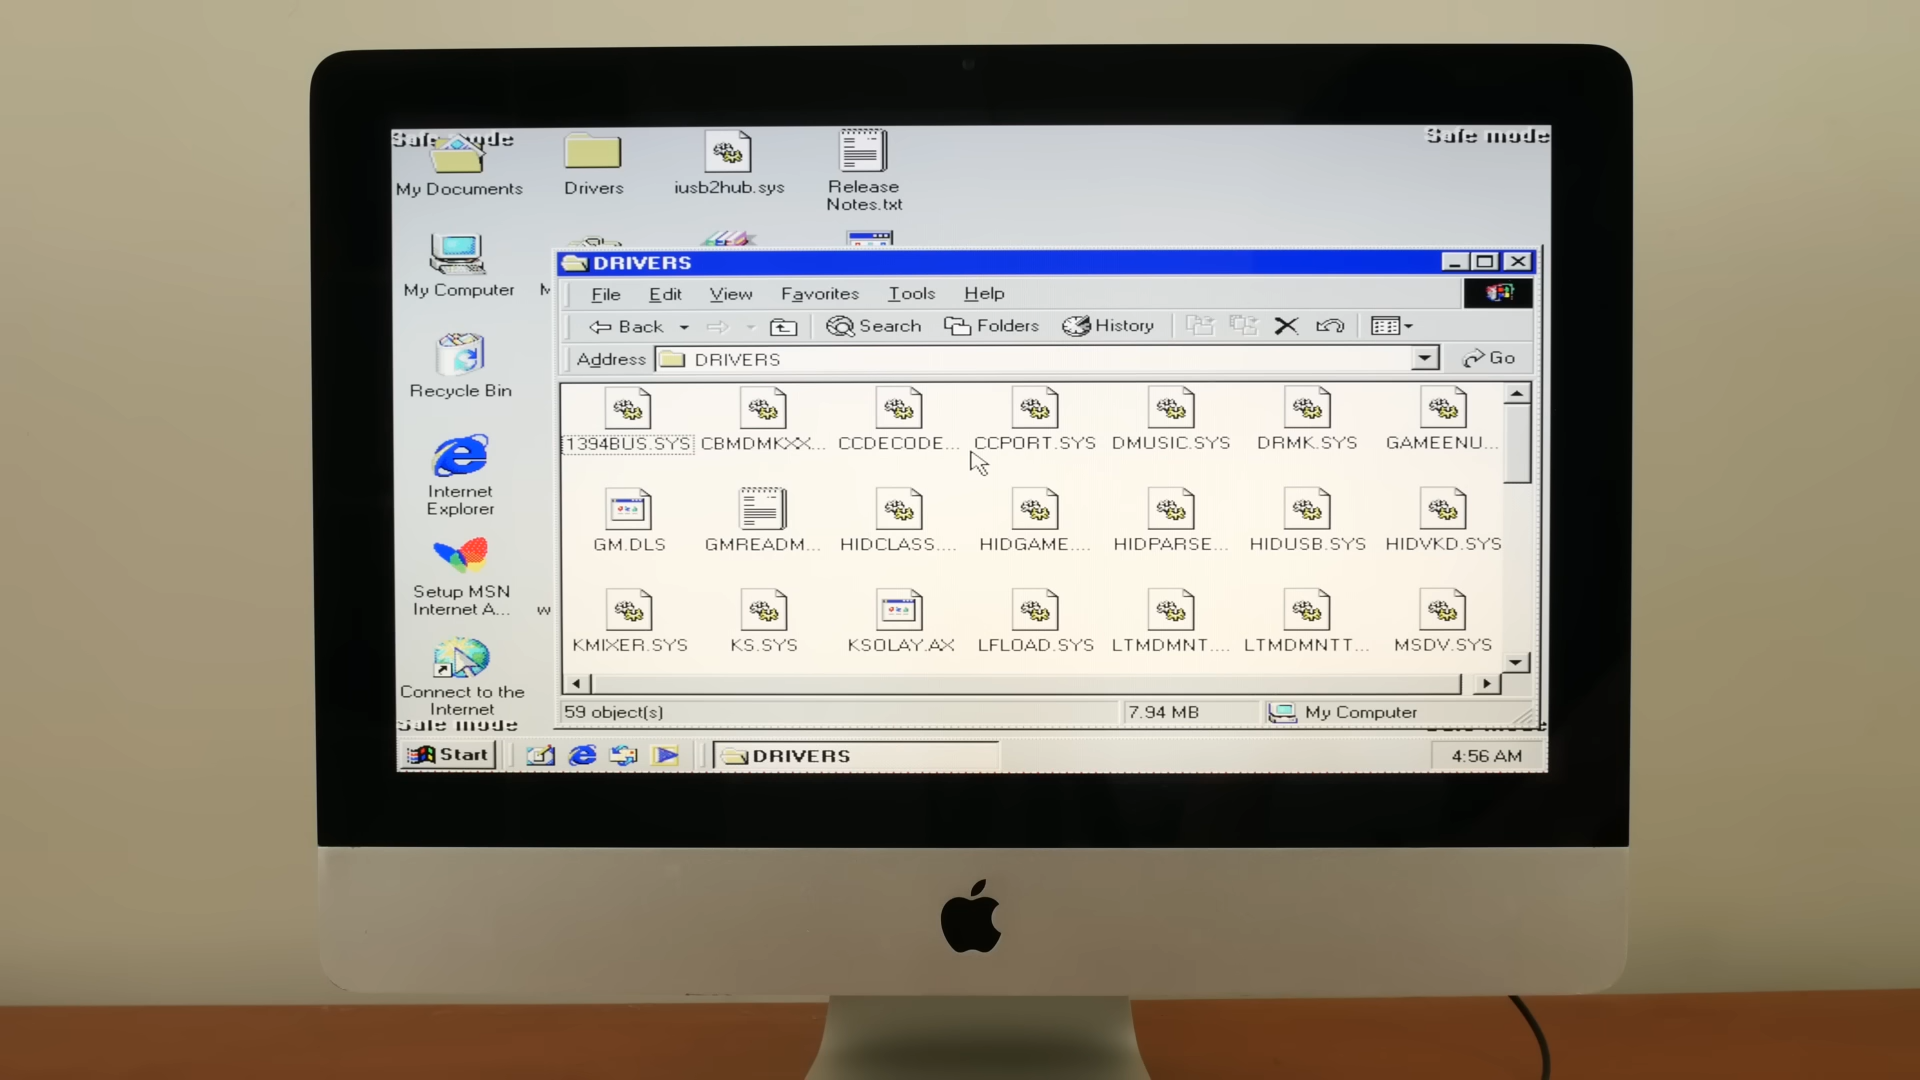 Safe mode
Safe mode
My Documents
Drivers
iusb2hub.sys
Release
Notes.txt
My Computer
Recycle Bin
Internet
Explorer
Setup MSN
Internet A...
Connect to the
Internet
Safe mode
DRIVERS
File Edit View Favorites Tools Help
Back Search Folders History
Address DRIVERS Go
1394BUS.SYS CBMDMKXX... CCDECODE... CCPORT.SYS DMUSIC.SYS DRMK.SYS GAMEENU...
GM.DLS GMREADM... HIDCLASS.... HIDGAME.... HIDPARSE... HIDUSB.SYS HIDVKD.SYS
KMIXER.SYS KS.SYS KSOLAY.AX LFLOAD.SYS LTMDMNT.... LTMDMNTT... MSDV.SYS
59 object(s) 7.94 MB My Computer
Start DRIVERS 4:56 AM